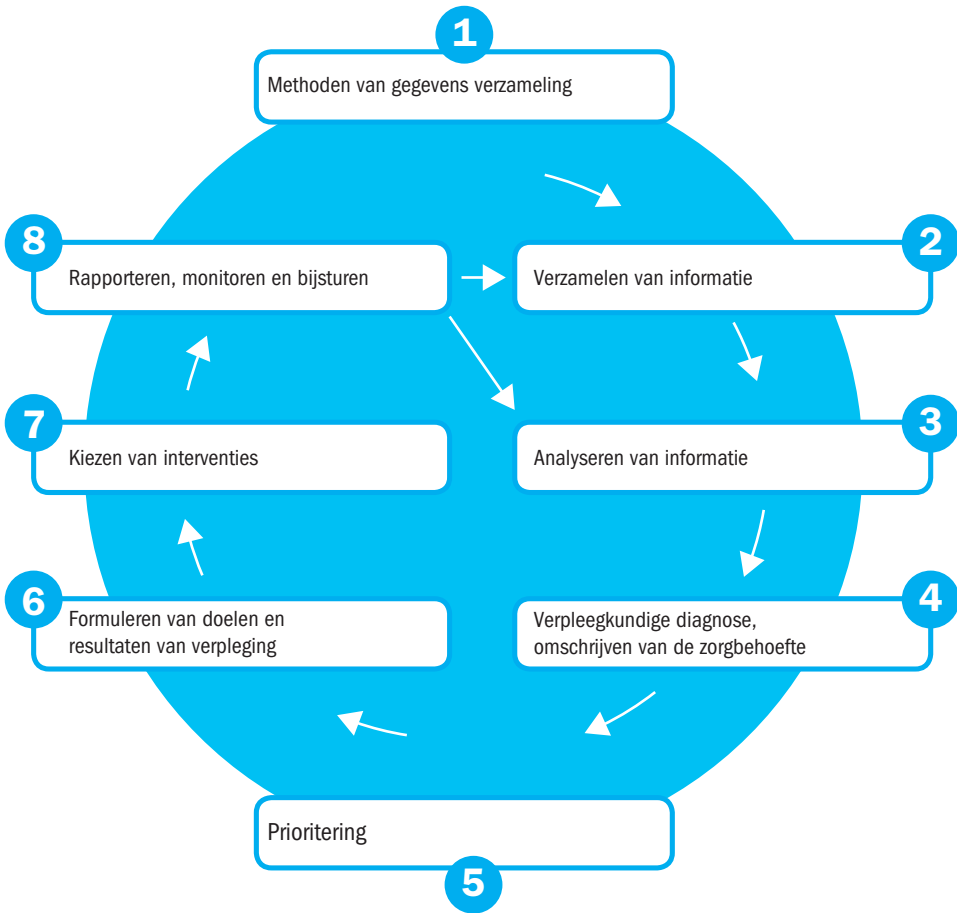 1
Methoden van gegevens verzameling
2
Verzamelen van informatie
3
Analyseren van informatie
4
Verpleegkundige diagnose,
omschrijven van de zorgbehoefte
5
Prioritering
6
Formuleren van doelen en
resultaten van verpleging
7
Kiezen van interventies
8
Rapporteren, monitoren en bijsturen